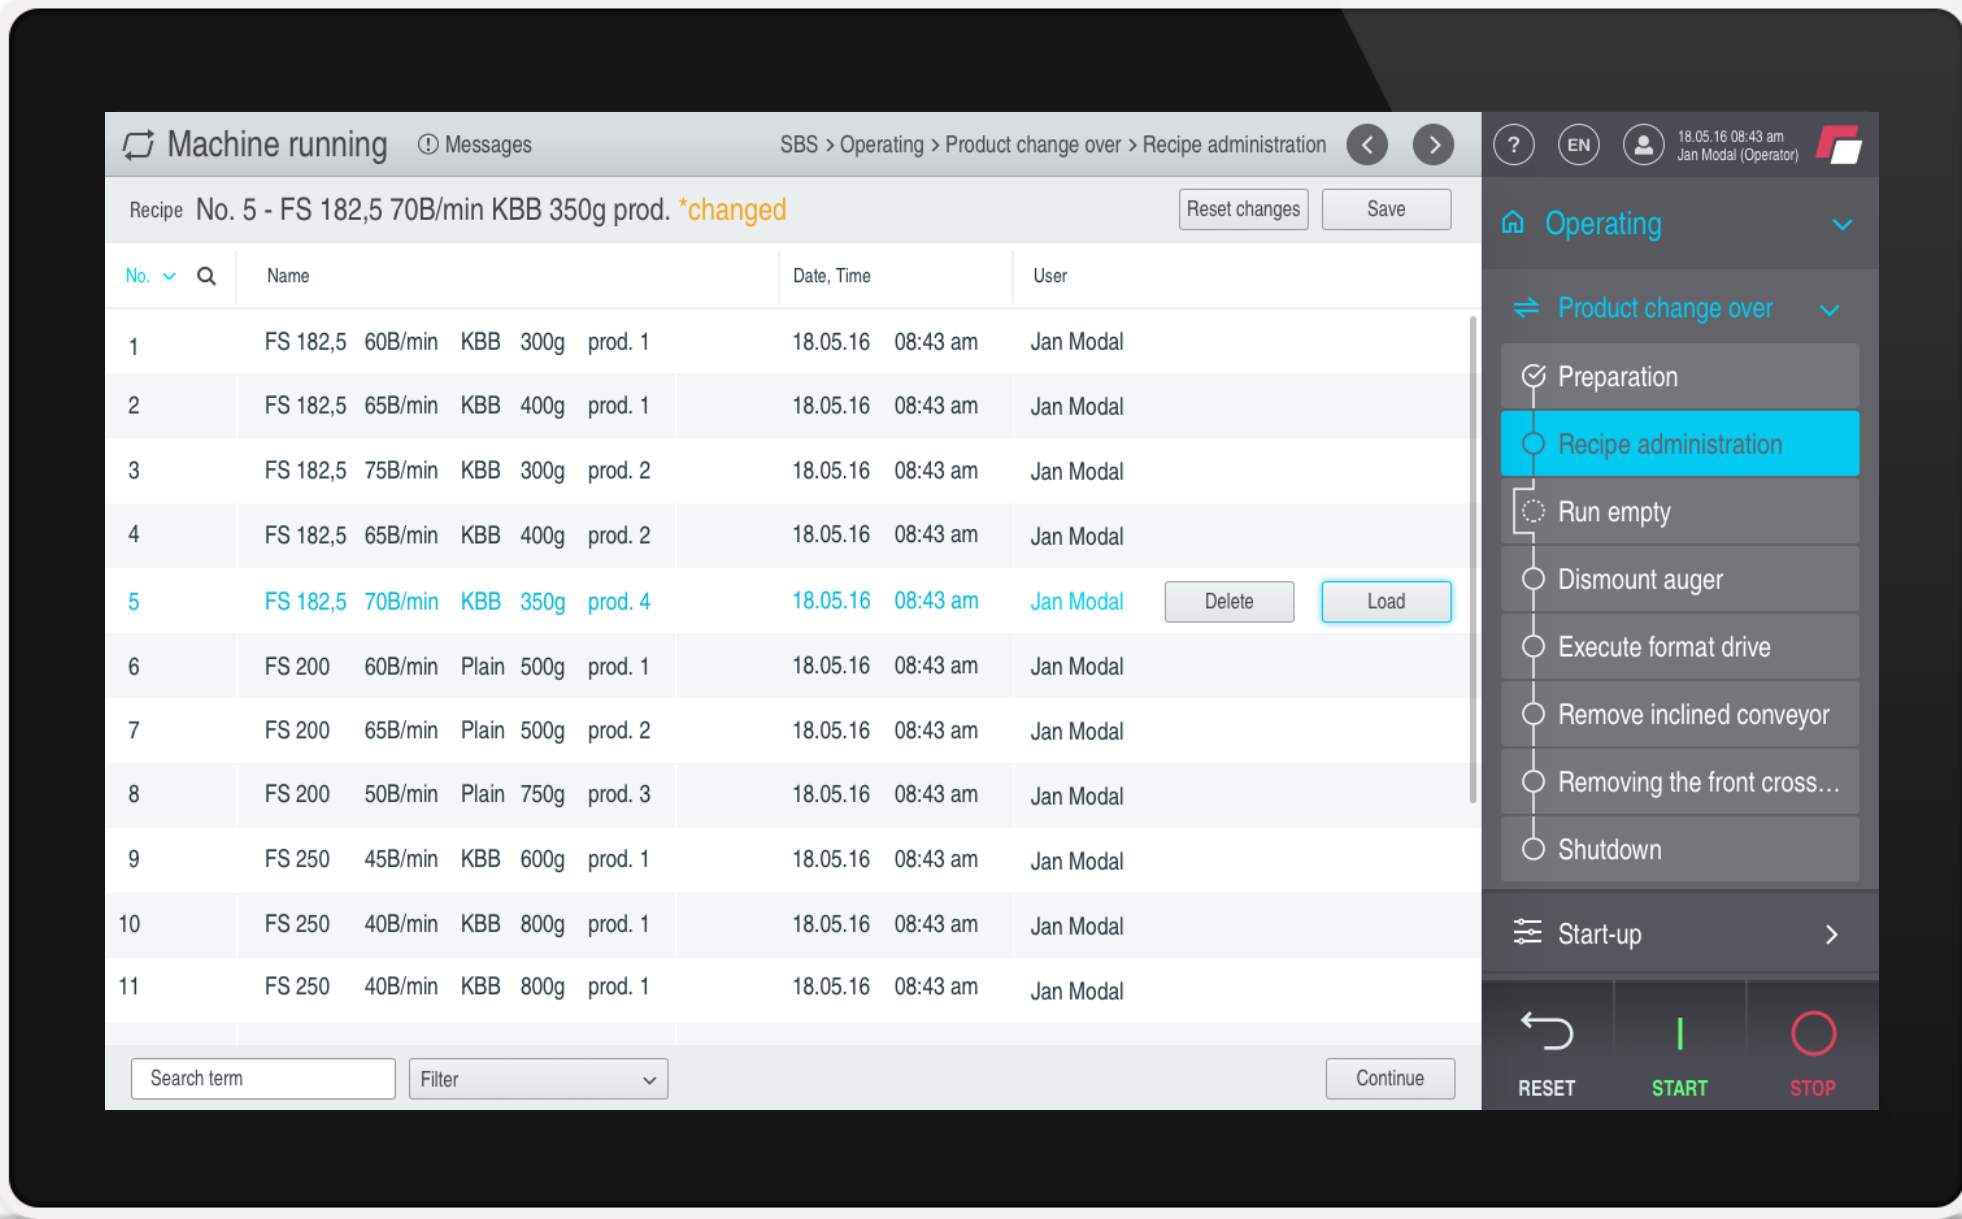 Machine running Messages SBS > Operating > Product change over > Recipe administration
? EN 18.05.16 08:43 am
Jan Modal (Operator)
Recipe No. 5 - FS 182,5 70B/min KBB 350g prod. *changed Reset changes Save
No. Name Date, Time User
1 FS 182,5 60B/min KBB 300g prod. 1 18.05.16 08:43 am Jan Modal
2 FS 182,5 65B/min KBB 400g prod. 1 18.05.16 08:43 am Jan Modal
3 FS 182,5 75B/min KBB 300g prod. 2 18.05.16 08:43 am Jan Modal
4 FS 182,5 65B/min KBB 400g prod. 2 18.05.16 08:43 am Jan Modal
5 FS 182,5 70B/min KBB 350g prod. 4 18.05.16 08:43 am Jan Modal Delete Load
6 FS 200 60B/min Plain 500g prod. 1 18.05.16 08:43 am Jan Modal
7 FS 200 65B/min Plain 500g prod. 2 18.05.16 08:43 am Jan Modal
8 FS 200 50B/min Plain 750g prod. 3 18.05.16 08:43 am Jan Modal
9 FS 250 45B/min KBB 600g prod. 1 18.05.16 08:43 am Jan Modal
10 FS 250 40B/min KBB 800g prod. 1 18.05.16 08:43 am Jan Modal
11 FS 250 40B/min KBB 800g prod. 1 18.05.16 08:43 am Jan Modal
Search term Filter Continue
Operating
Product change over
Preparation
Recipe administration
Run empty
Dismount auger
Execute format drive
Remove inclined conveyor
Removing the front cross...
Shutdown
Start-up
RESET START STOP